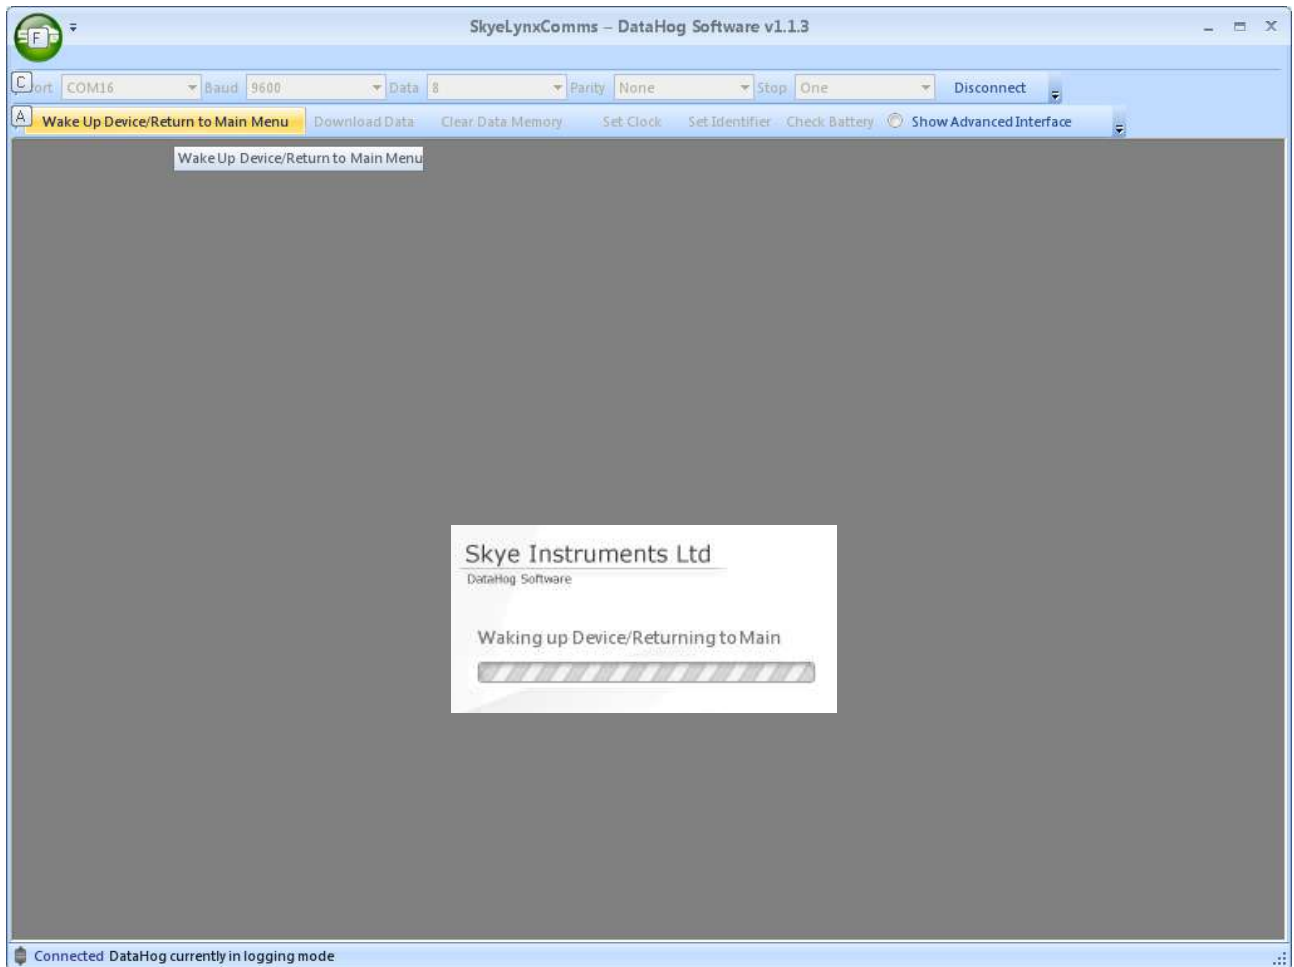 F
SkyeLynxComms – DataHog Software v1.1.3
C
Port COM16 Baud 9600 Data 8 Parity None Stop One Disconnect
A
Wake Up Device/Return to Main Menu Download Data Clear Data Memory Set Clock Set Identifier Check Battery Show Advanced Interface
Wake Up Device/Return to Main Menu
Skye Instruments Ltd
DataHog Software
Waking up Device/Returning to Main
Connected DataHog currently in logging mode